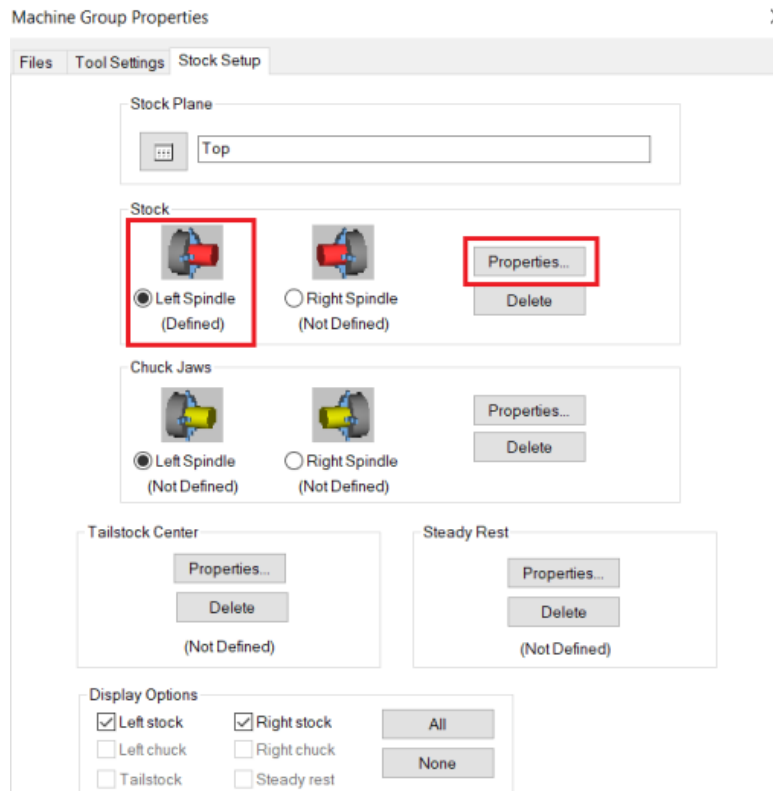 Machine Group Properties
Files Tool Settings Stock Setup
Stock Plane
Top
Stock
Properties...
Left Spindle Right Spindle
Delete
(Defined) (Not Defined)
Chuck Jaws
Properties...
Delete
Left Spindle Right Spindle
(Not Defined) (Not Defined)
Tailstock Center
Properties...
Delete
(Not Defined)
Steady Rest
Properties...
Delete
(Not Defined)
Display Options
Left stock Right stock All
Left chuck Right chuck
None
Tailstock Steady rest